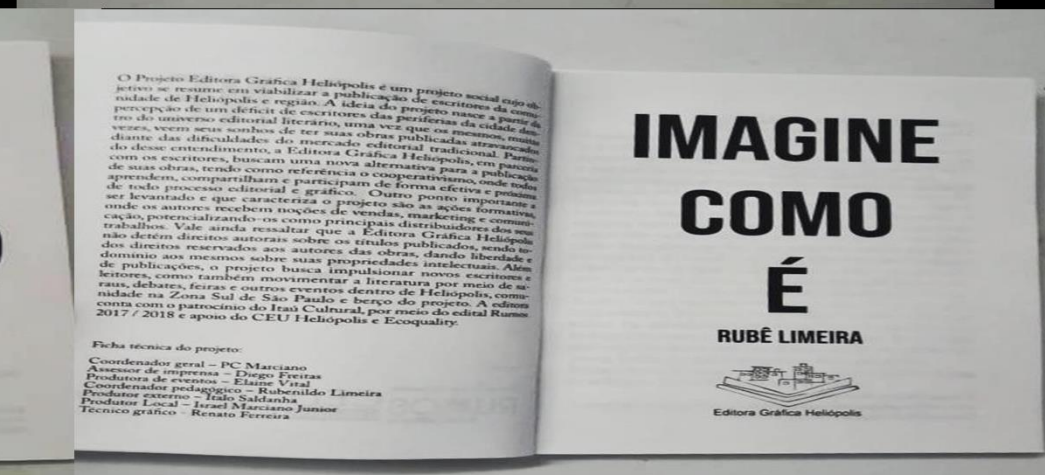 O Projeto Editora Gráfica Heliópolis é um projeto social cujo ob-
jetivo se resume em viabilizar a publicação de escritores da comu-
nidade de Heliópolis e região. A ideia do projeto nasce a partir da
percepção de um déficit de escritores das periferias da cidade den-
tro do universo editorial literário, uma vez que os mesmos, muitas
vezes, veem seus sonhos de ter suas obras publicadas atravancados
diante das dificuldades do mercado editorial tradicional. Partin-
do desse entendimento, a Editora Gráfica Heliópolis, em parceria
com os escritores, buscam uma nova alternativa para a publicação
de suas obras, tendo como referência o cooperativismo, onde todos
aprendem, compartilham e participam de forma efetiva e próxima
de todo processo editorial e gráfico. Outro ponto importante a
ser levantado e que caracteriza o projeto são as ações formativas,
onde os autores recebem noções de vendas, marketing e comuni-
cação, potencializando-os como principais distribuidores dos seus
trabalhos. Vale ainda ressaltar que a Editora Gráfica Heliópolis
não detém direitos autorais sobre os títulos publicados, sendo to-
dos direitos reservados aos autores das obras, dando liberdade e
domínio aos mesmos sobre suas propriedades intelectuais. Além
de publicações, o projeto busca impulsionar novos escritores e
leitores, como também movimentar a literatura por meio de sa-
raus, debates, feiras e outros eventos dentro de Heliópolis, comu-
nidade na Zona Sul de São Paulo e berço do projeto. A editora
conta com o patrocínio do Itaú Cultural, por meio do edital Rumos
2017 / 2018 e apoio do CEU Heliópolis e Ecoquality.
Ficha técnica do projeto:
Coordenador geral – PC Marciano
Assessor de imprensa – Diego Freitas
Produtora de eventos – Elaine Vital
Coordenador pedagógico – Rubenildo Limeira
Produtor externo – Italo Saldanha
Produtor Local – Israel Marciano Junior
Técnico gráfico - Renato Ferreira
IMAGINE
COMO
É
RUBÊ LIMEIRA
Editora Gráfica Heliópolis